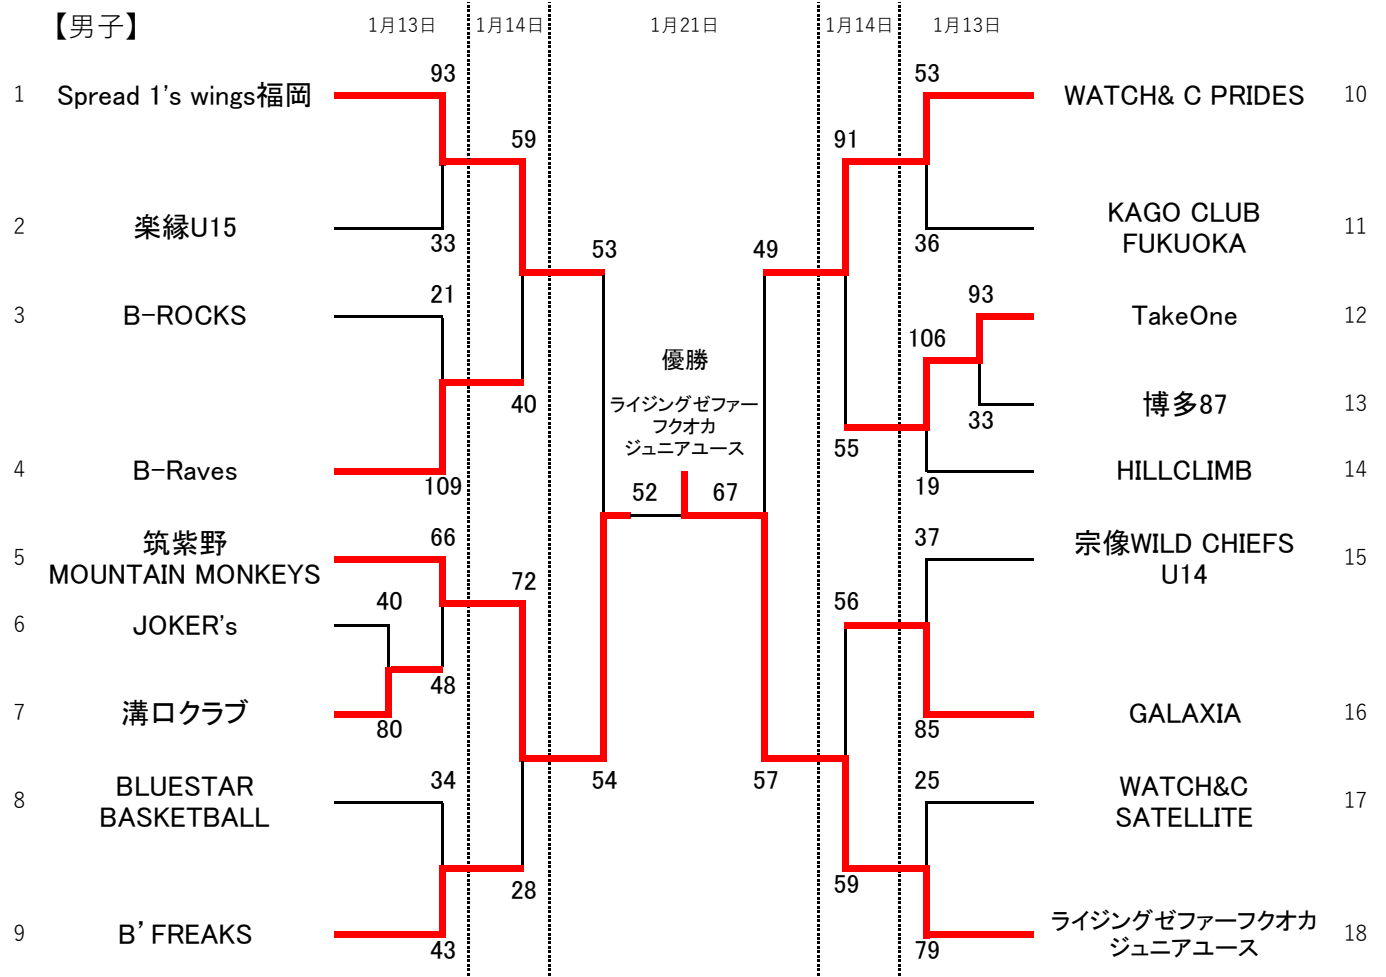 【男子】
1月13日
1月14日
1月21日
1月14日
1月13日
1 Spread 1's wings福岡
93
2 楽縁U15
33
3 B-ROCKS
21
4 B-Raves
109
59
40
5 筑紫野
MOUNTAIN MONKEYS
66
6 JOKER's
40
7 溝口クラブ
80
48
8 BLUESTAR
BASKETBALL
34
9 B' FREAKS
43
72
28
53
54
優勝
ライジングゼファー
フクオカ
ジュニアユース
52
67
49
57
91
55
56
59
53
WATCH& C PRIDES 10
36
KAGO CLUB
FUKUOKA 11
93
TakeOne 12
106
33
博多87 13
19
HILLCLIMB 14
37
宗像WILD CHIEFS
U14 15
85
GALAXIA 16
25
WATCH&C
SATELLITE 17
79
ライジングゼファーフクオカ
ジュニアユース 18